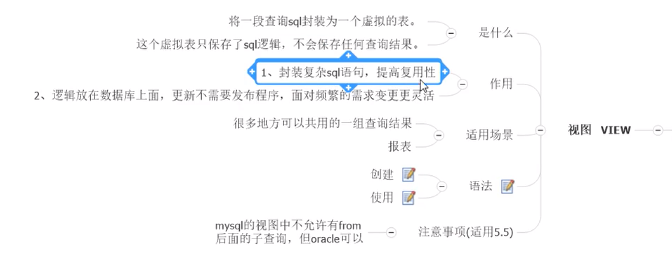 将一段查询sql封装为一个虚拟的表。
这个虚拟表只保存了sql逻辑，不会保存任何查询结果。
是什么
1、封装复杂sql语句，提高复用性
2、逻辑放在数据库上面，更新不需要发布程序，面对频繁的需求变更更灵活
作用
很多地方可以共用的一组查询结果
报表
适用场景
视图 VIEW
创建
使用
语法
mysql的视图中不允许有from
后面的子查询，但oracle可以
注意事项(适用5.5)